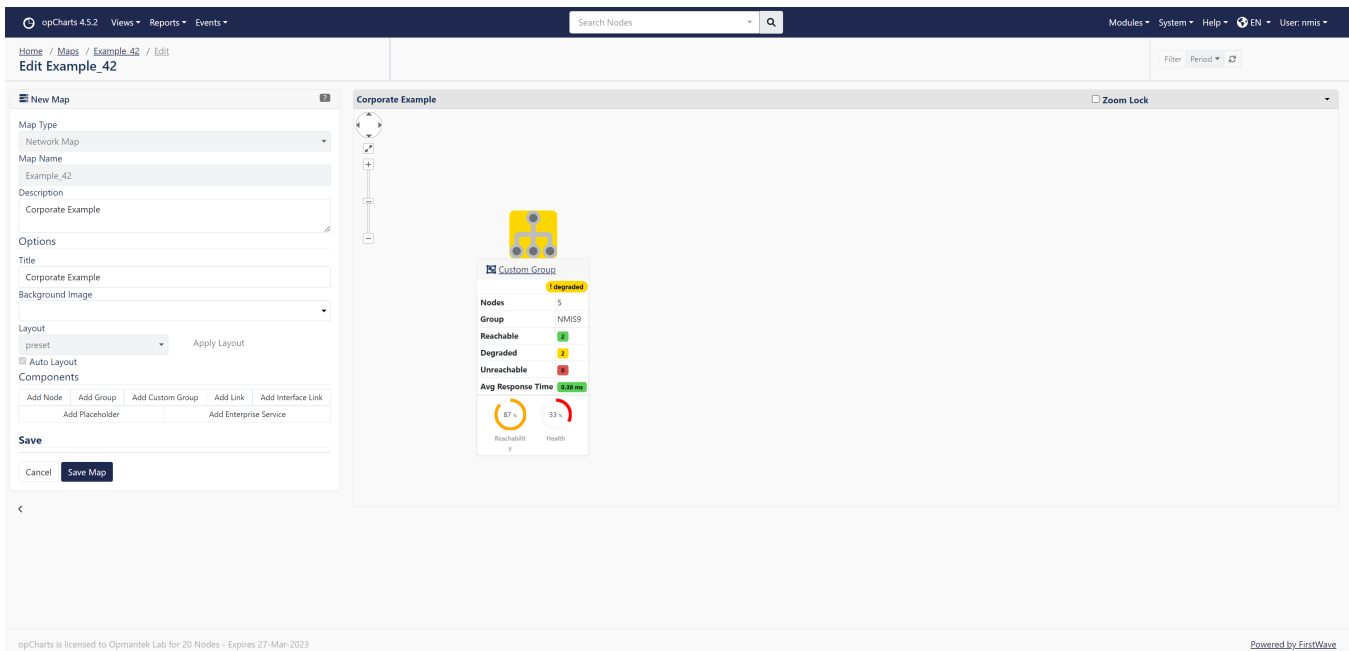 opCharts 4.5.2 Views Reports Events Search Nodes Modules System Help EN User: nmis
Home / Maps / Example_42 / Edit
Edit Example_42
Filter Period
New Map ?
Map Type
Network Map
Map Name
Example_42
Description
Corporate Example
Options
Title
Corporate Example
Background Image
Layout
preset Apply Layout
Auto Layout
Components
Add Node Add Group Add Custom Group Add Link Add Interface Link
Add Placeholder Add Enterprise Service
Save
Cancel Save Map
Corporate Example Zoom Lock
Custom Group
! degraded
Nodes 5
Group NMIS9
Reachable 2
Degraded 2
Unreachable 0
Avg Response Time 0.38 ms
87 % 33 %
Reachabilit Health
y
opCharts is licensed to Opmantek Lab for 20 Nodes - Expires 27-Mar-2023 Powered by FirstWave